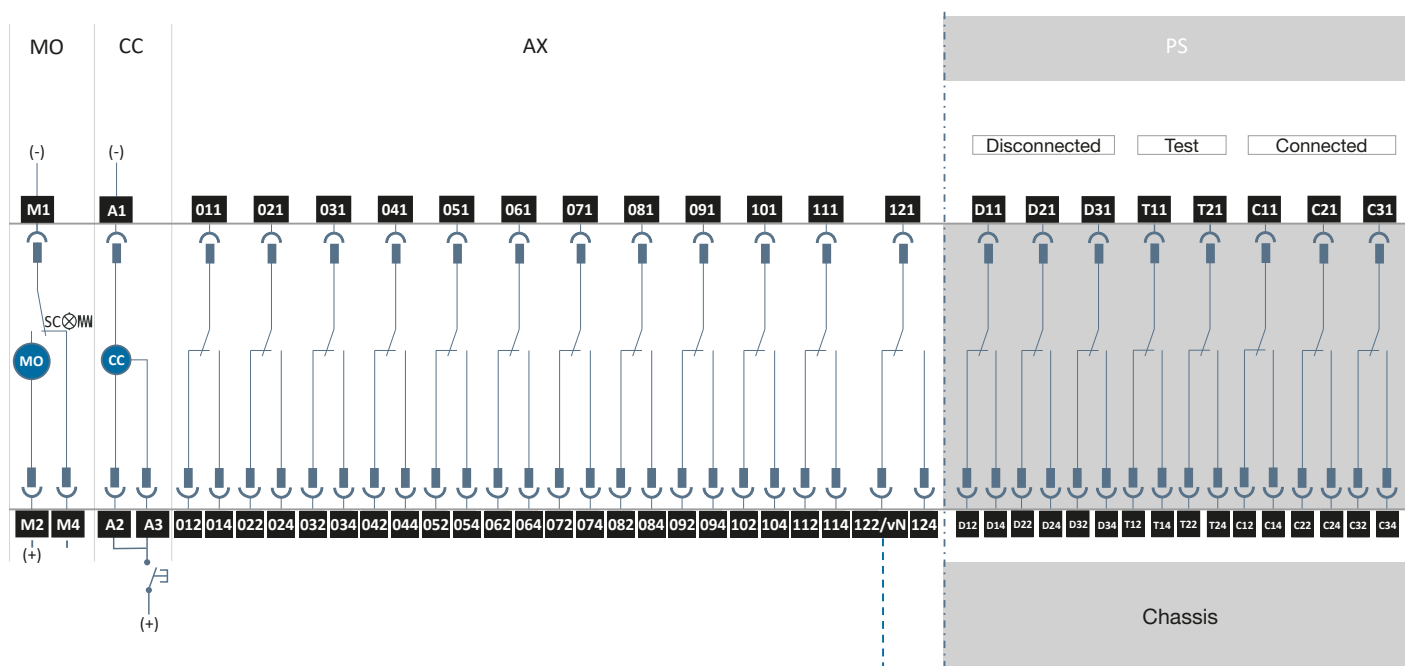 MO CC AX PS
(-) (-)
Disconnected Test Connected
M1 A1 011 021 031 041 051 061 071 081 091 101 111 121 D11 D21 D31 T11 T21 C11 C21 C31
SC
MO CC
M2 M4 A2 A3 012 014 022 024 032 034 042 044 052 054 062 064 072 074 082 084 092 094 102 104 112 114 122/vN 124 D12 D14 D22 D24 D32 D34 T12 T14 T22 T24 C12 C14 C22 C24 C32 C34
(+)
(+)
Chassis